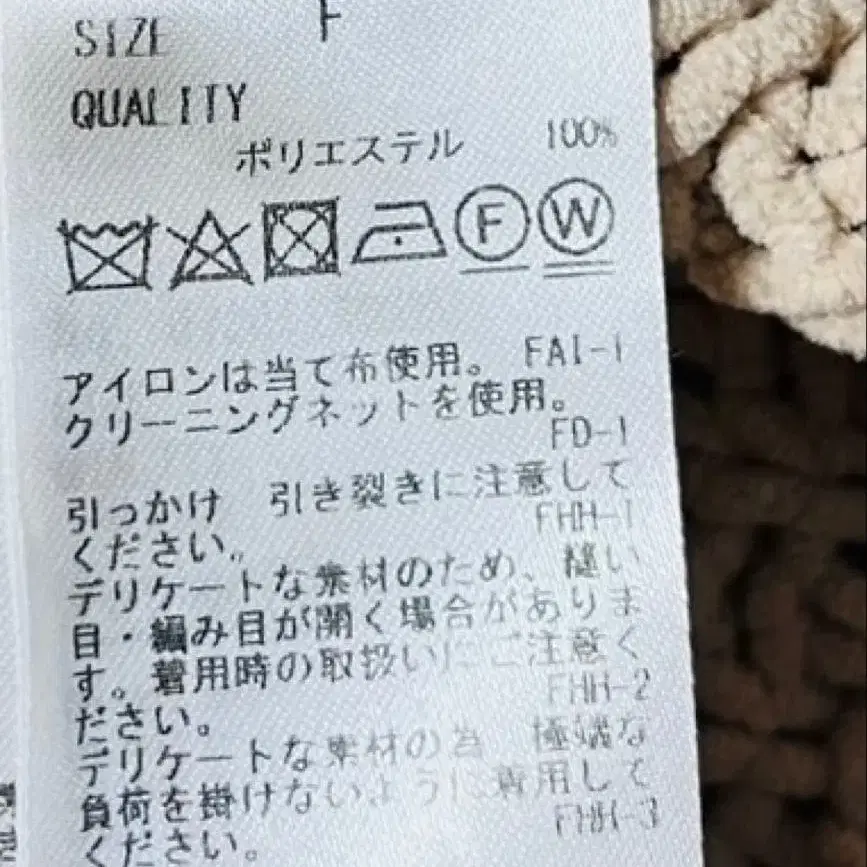 SIZE F
QUALITY
ポリエステル 100%
F W
アイロンは当て布使用。 FAI-1
クリーニングネットを使用。
FD-1
引っかけ 引き裂きに注意して
FHH-1
ください。
デリケートな素材のため、縫い
目・編み目が開く場合がありま
す。着用時の取扱いにご注意く
FHH-2
ださい。
デリケートな素材の為 極端な
負荷を掛けないように着用して
FHH-3
ください。